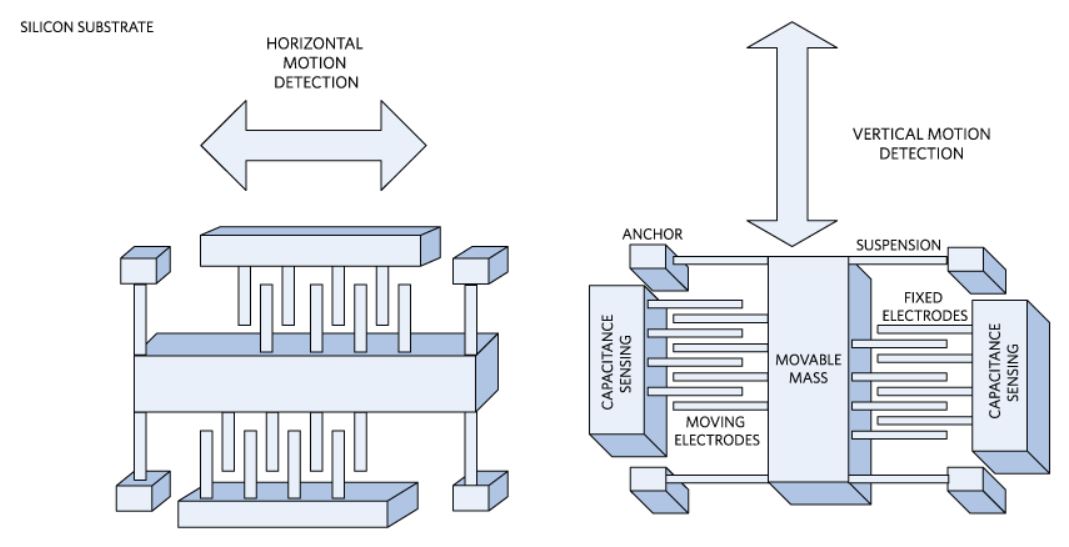 SILICON SUBSTRATE
HORIZONTAL
MOTION
DETECTION
VERTICAL MOTION
DETECTION
ANCHOR
SUSPENSION
FIXED
ELECTRODES
CAPACITANCE
SENSING
MOVABLE
MASS
CAPACITANCE
SENSING
MOVING
ELECTRODES